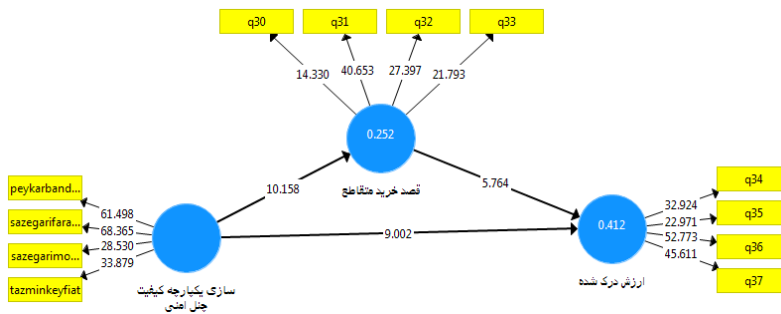 q30
q31
q32
q33
14.330
40.653
27.397
21.793
0.252
قصد خرید متقاطع
10.158
5.764
peykarband...
sazegarifara...
sazegarimo...
tazminkeyfiat
61.498
68.365
28.530
33.879
سازی یکپارچه کیفیت
چنل امنی
9.002
0.412
ارزش درک شده
32.924
22.971
52.773
45.611
q34
q35
q36
q37